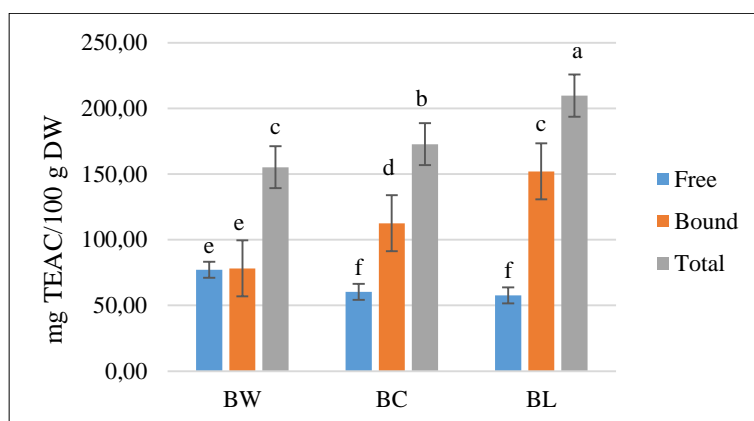 mg TEAC/100 g DW
250,00
200,00
150,00
100,00
50,00
0,00
e e c
f d b
f c a
BW BC BL
Free
Bound
Total